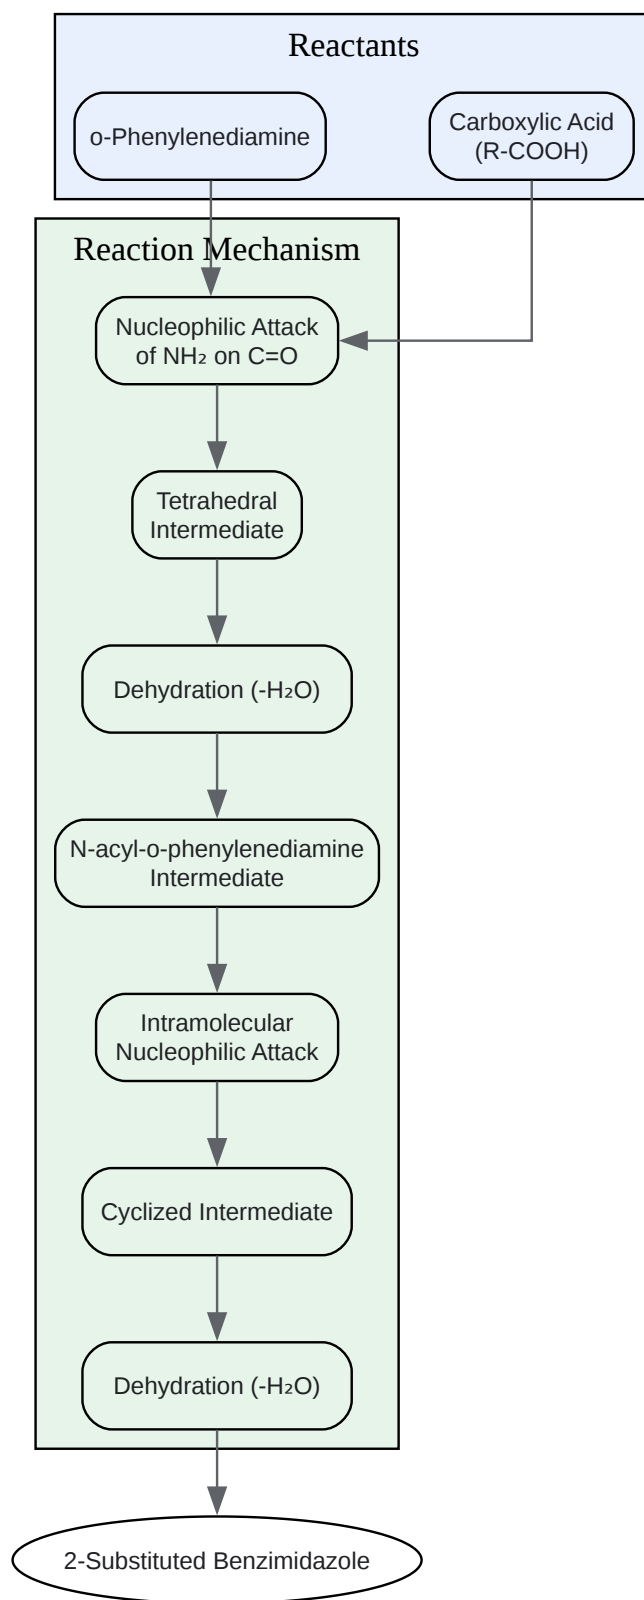 Reactants
o-Phenylenediamine
Carboxylic Acid
(R-COOH)
Reaction Mechanism
Nucleophilic Attack
of NH₂ on C=O
Tetrahedral
Intermediate
Dehydration (-H₂O)
N-acyl-o-phenylenediamine
Intermediate
Intramolecular
Nucleophilic Attack
Cyclized Intermediate
Dehydration (-H₂O)
2-Substituted Benzimidazole